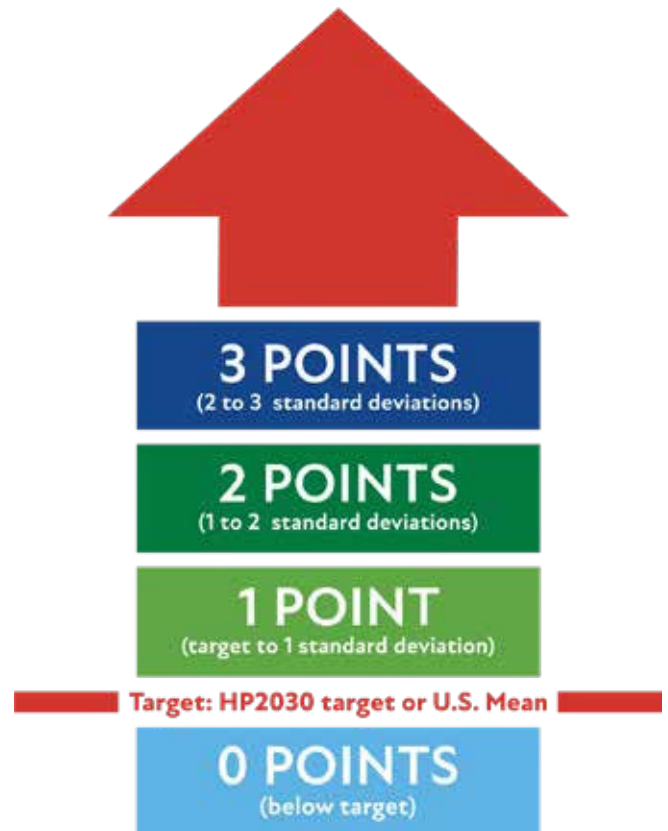 3 POINTS
(2 to 3 standard deviations)
2 POINTS
(1 to 2 standard deviations)
1 POINT
(target to 1 standard deviation)
Target: HP2030 target or U.S. Mean
0 POINTS
(below target)